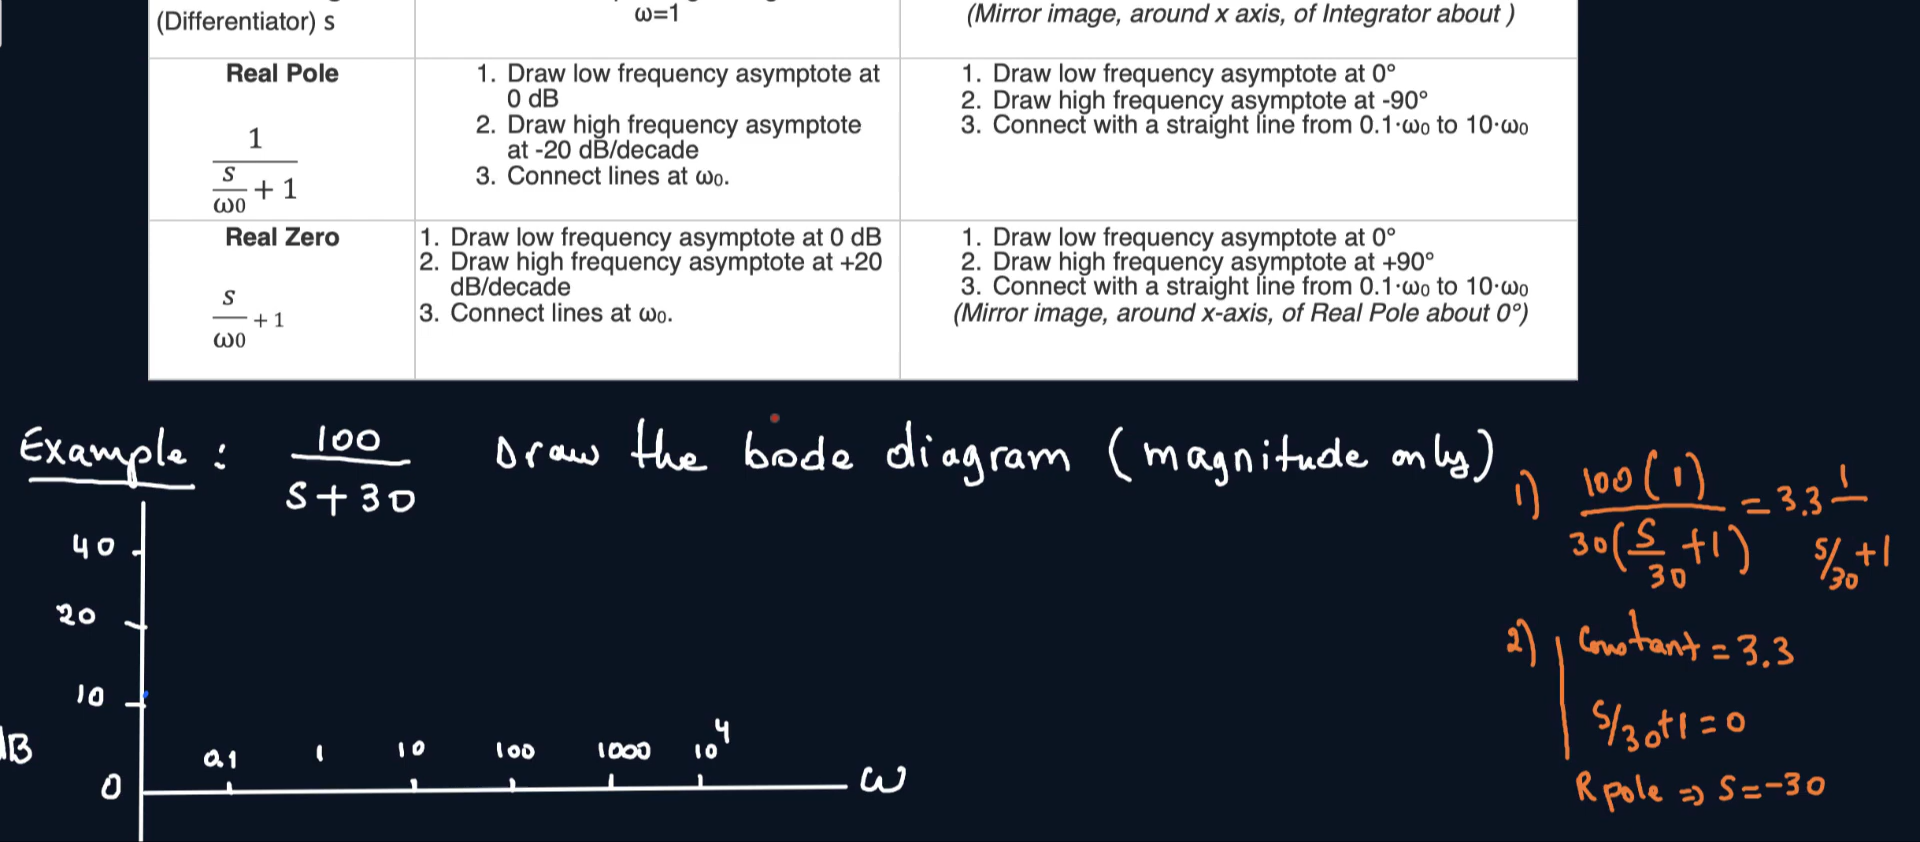 (Differentiator) s
ω=1
(Mirror image, around x axis, of Integrator about )
Real Pole
1
s
ω0
+ 1
1. Draw low frequency asymptote at
0 dB
2. Draw high frequency asymptote
at -20 dB/decade
3. Connect lines at ω₀.
1. Draw low frequency asymptote at 0°
2. Draw high frequency asymptote at -90°
3. Connect with a straight line from 0.1·ω₀ to 10·ω₀
Real Zero
s
ω0
+ 1
1. Draw low frequency asymptote at 0 dB
2. Draw high frequency asymptote at +20
dB/decade
3. Connect lines at ω₀.
1. Draw low frequency asymptote at 0°
2. Draw high frequency asymptote at +90°
3. Connect with a straight line from 0.1·ω₀ to 10·ω₀
(Mirror image, around x-axis, of Real Pole about 0°)
Example : 100 / s+30 Draw the bode diagram (magnitude only)
40
20
10
dB
0
0.1 1 10 100 1000 10⁴
ω
1) 100(1) / 30(s/30 +1) = 3.3 1 / s/30 +1
2) Constant = 3.3
s/30+1=0
R pole ⇒ s=-30